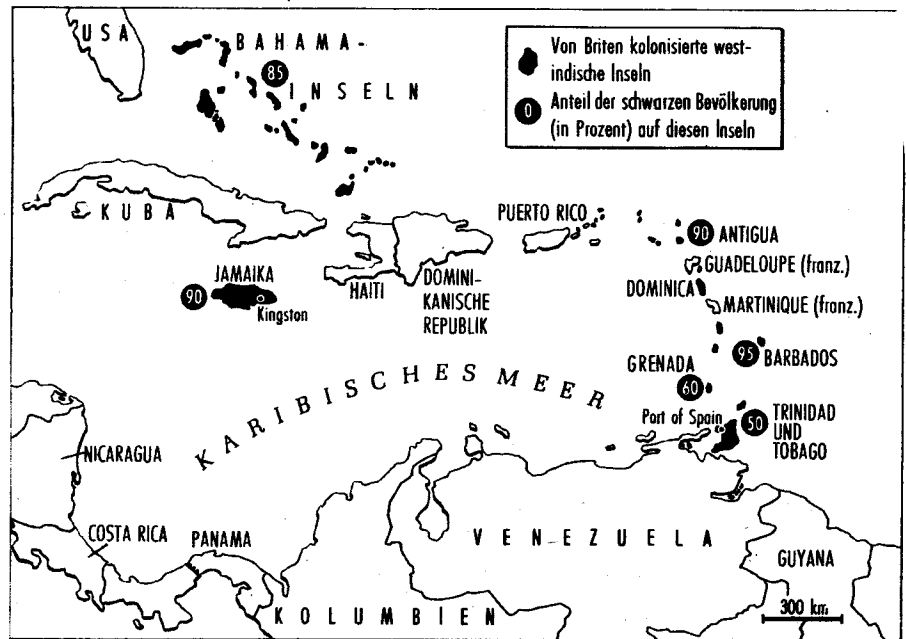 USA
BAHAMA-
85
INSELN
Von Briten kolonisierte west-
indische Inseln
0 Anteil der schwarzen Bevölkerung
(in Prozent) auf diesen Inseln
KUBA
PUERTO RICO
90 ANTIGUA
GUADELOUPE (franz.)
JAMAIKA
90
Kingston
HAITI
DOMINI-
KANISCHE
REPUBLIK
DOMINICA
MARTINIQUE (franz.)
95 BARBADOS
GRENADA
60
KARIBISCHES MEER
Port of Spain
50 TRINIDAD
UND
TOBAGO
NICARAGUA
COSTA RICA
PANAMA
VENEZUELA
GUYANA
KOLUMBIEN
300 km